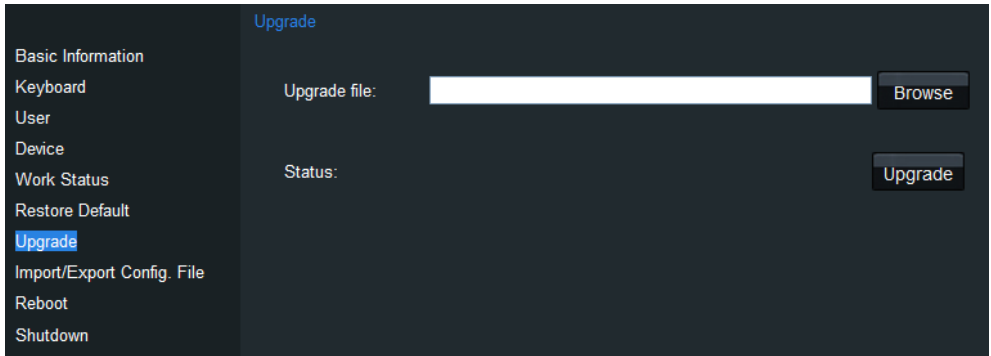 Upgrade
Basic Information
Keyboard
User
Device
Work Status
Restore Default
Upgrade
Import/Export Config. File
Reboot
Shutdown
Upgrade file:
Browse
Status:
Upgrade